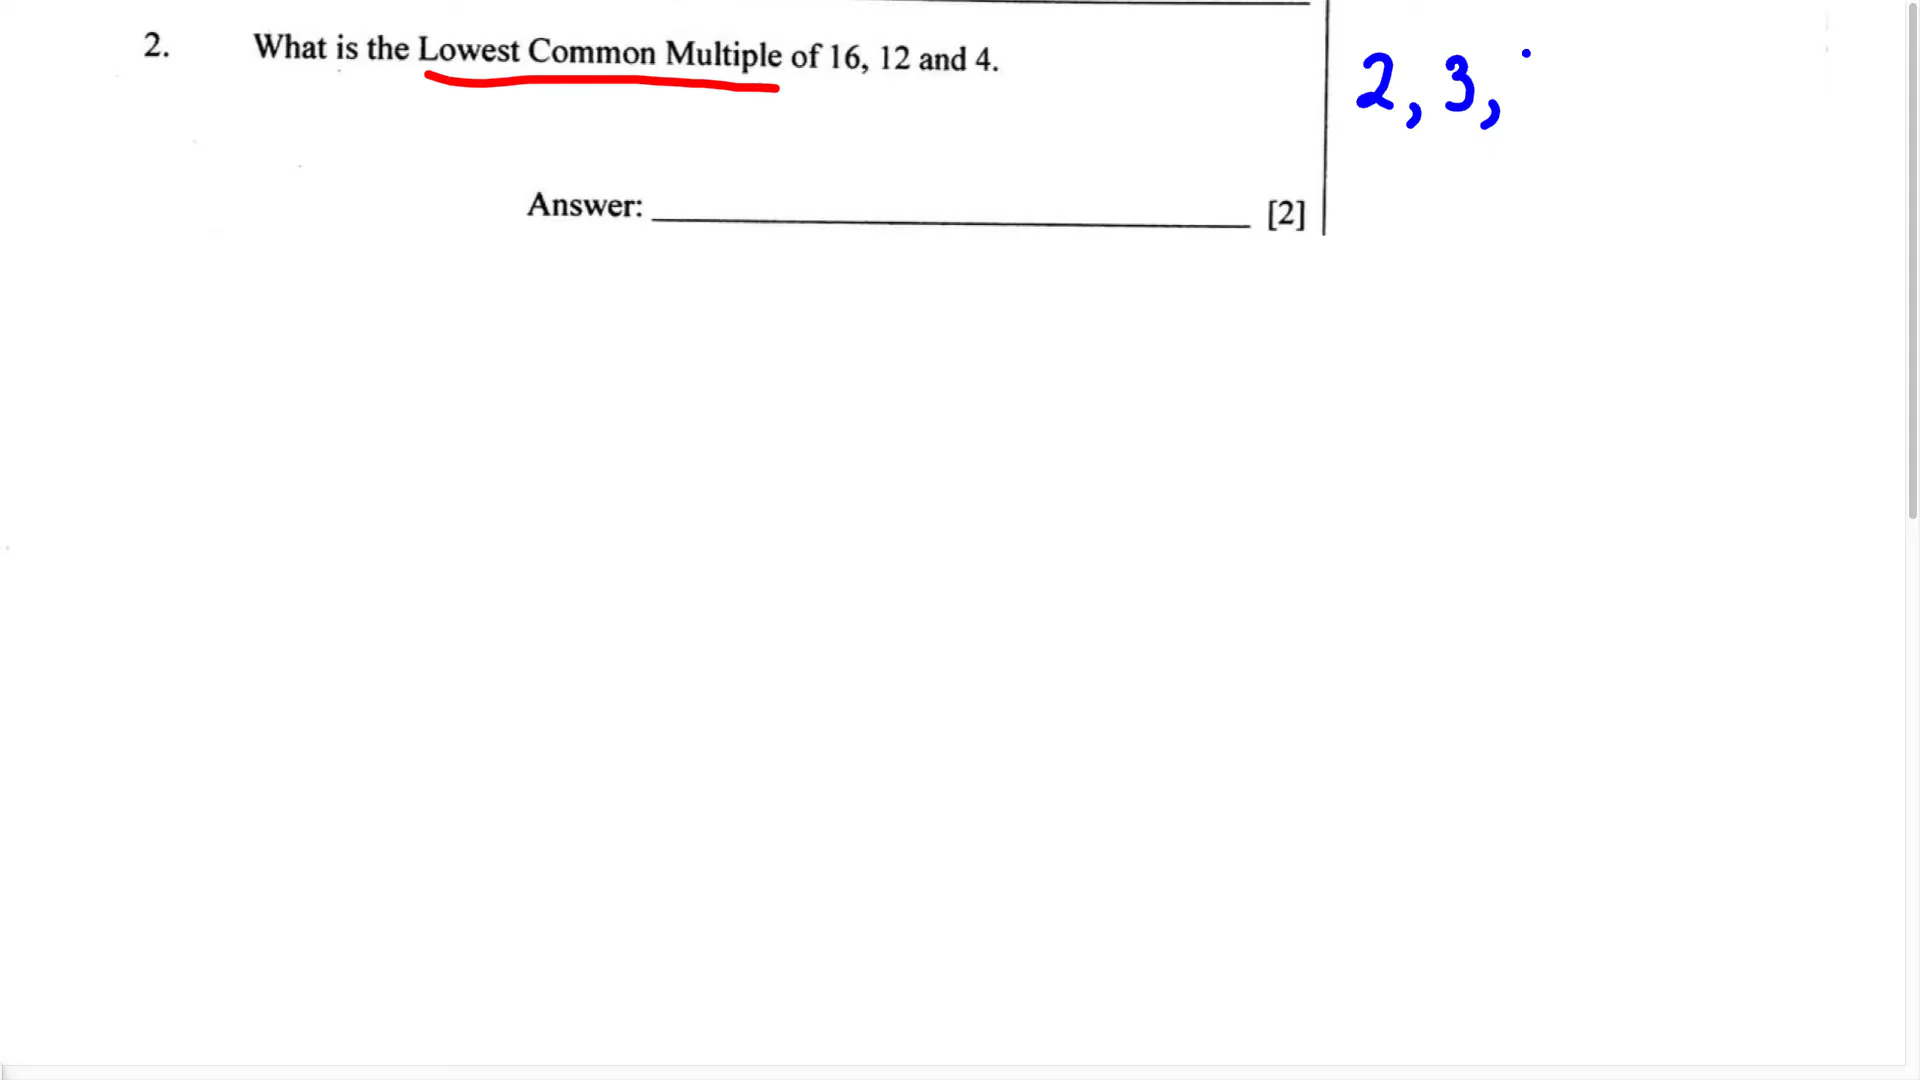 2. What is the Lowest Common Multiple of 16, 12 and 4.
2, 3,
Answer: [2]